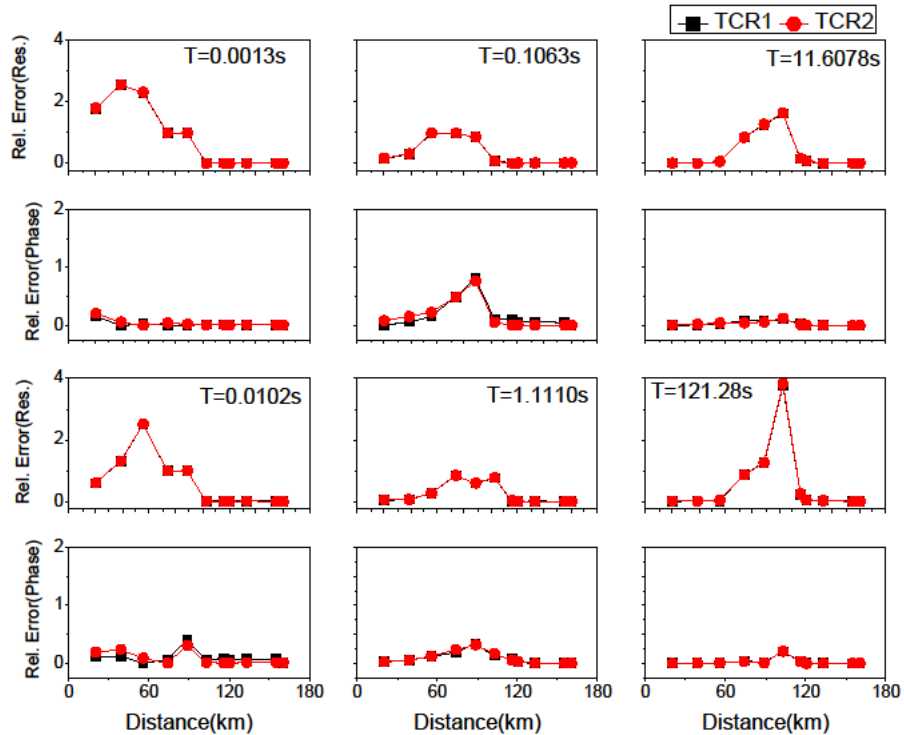 TCR1 TCR2
4
2
0
Rel. Error(Res.)
T=0.0013s
T=0.1063s
T=11.6078s
2
1
0
Rel. Error(Phase)
4
2
0
Rel. Error(Res.)
T=0.0102s
T=1.1110s
T=121.28s
2
1
0
Rel. Error(Phase)
0 60 120 180
0 60 120 180
0 60 120 180
Distance(km)
Distance(km)
Distance(km)